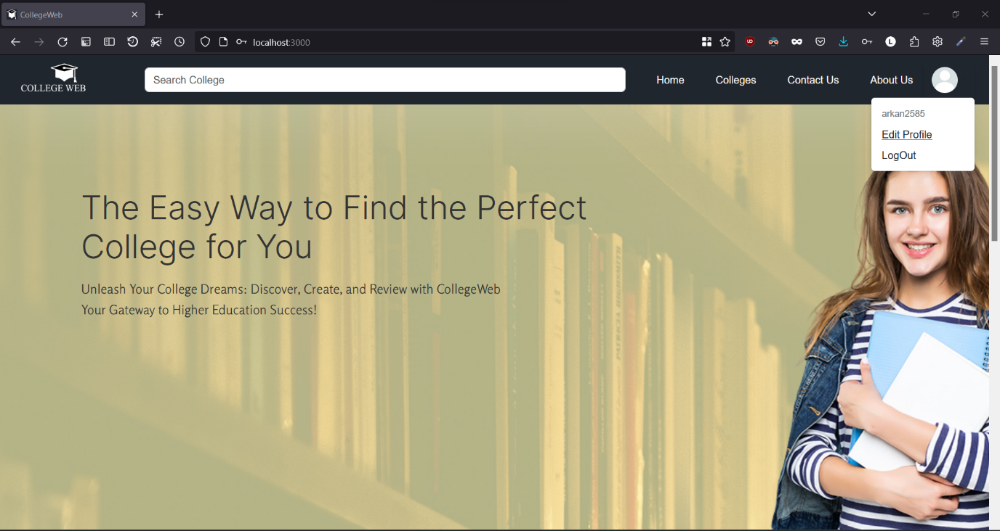 CollegeWeb
localhost:3000
COLLEGE WEB
Search College
Home
Colleges
Contact Us
About Us
arkan2585
Edit Profile
LogOut
The Easy Way to Find the Perfect
College for You
Unleash Your College Dreams: Discover, Create, and Review with CollegeWeb
Your Gateway to Higher Education Success!
PATRICIA HIGHSMITH